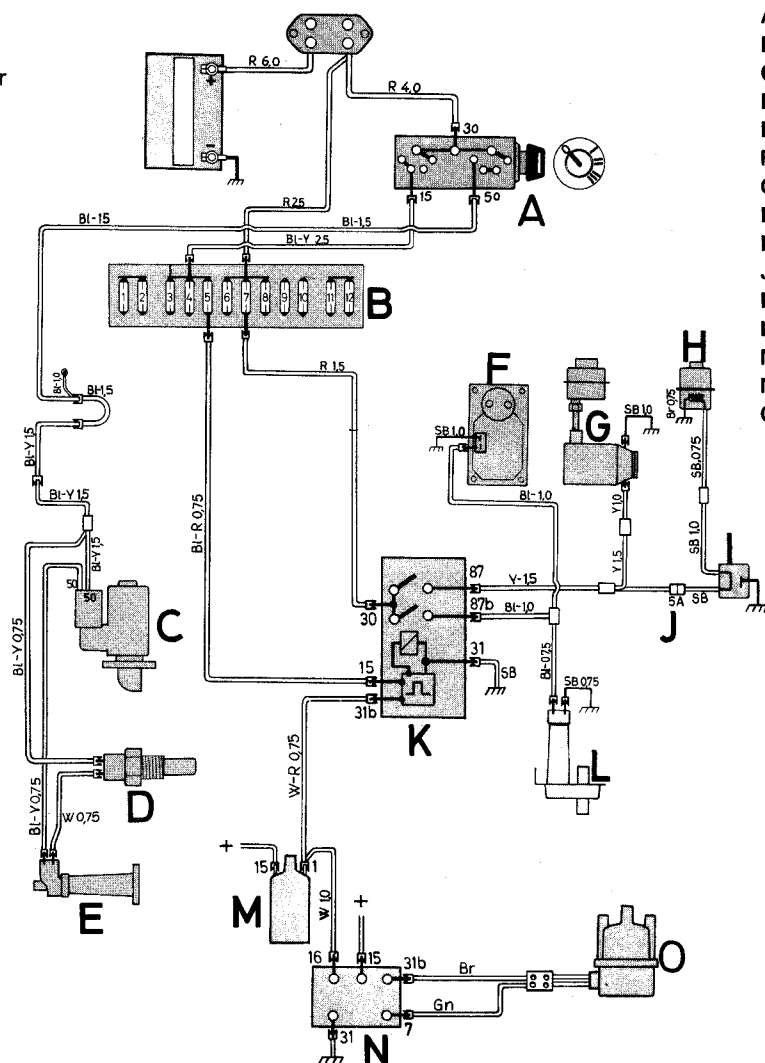 r
R 6,0
+
-
R 4,0
30
15
50
A
R2,5
Bl-15
Bl-1,5
Bl-Y 2,5
1 2 3 4 5 6 7 8 9 10 11 12
B
R 1,5
Bl-1,0
Bl-1,5
Bl-Y 1,5
Bl-Y 1,5
Bl-Y 1,5
Bl-Y 0,75
Bl-R 0,75
F
SB 1,0
Bl-1,0
G
SB 1,0
Y 1,0
Y 1,5
H
Br 0,75
SB 0,75
SB 1,0
50
50
C
30
87
Y-1,5
87b
Bl-1,0
31
SB
15
31b
K
5A
SB
J
Bl-0,75
SB 0,75
L
D
Bl-Y 0,75
W 0,75
E
W-R 0,75
+
15
1
M
W 1,0
+
16
15
31b
Br
Gn
7
31
N
O